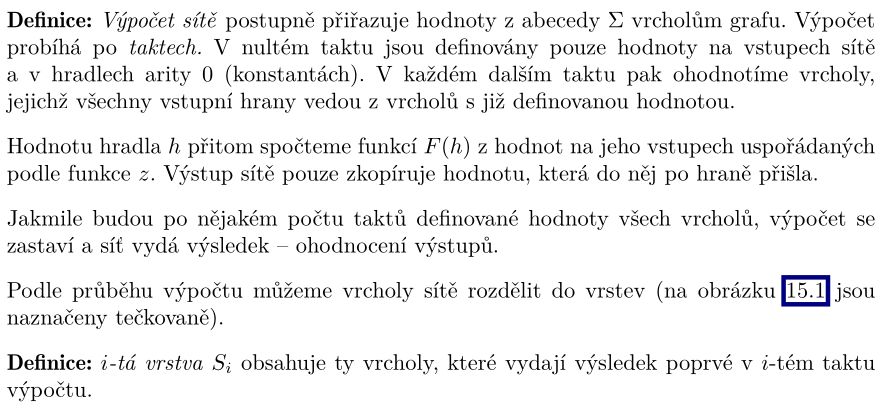 Definice: Výpočet sítě postupně přiřazuje hodnoty z abecedy Σ vrcholům grafu. Výpočet
probíhá po taktech. V nultém taktu jsou definovány pouze hodnoty na vstupech sítě
a v hradlech arity 0 (konstantách). V každém dalším taktu pak ohodnotíme vrcholy,
jejichž všechny vstupní hrany vedou z vrcholů s již definovanou hodnotou.
Hodnotu hradla h přitom spočteme funkcí F(h) z hodnot na jeho vstupech uspořádaných
podle funkce z. Výstup sítě pouze zkopíruje hodnotu, která do něj po hraně přišla.
Jakmile budou po nějakém počtu taktů definované hodnoty všech vrcholů, výpočet se
zastaví a síť vydá výsledek – ohodnocení výstupů.
Podle průběhu výpočtu můžeme vrcholy sítě rozdělit do vrstev (na obrázku 15.1 jsou
naznačeny tečkovaně).
Definice: i-tá vrstva Sᵢ obsahuje ty vrcholy, které vydají výsledek poprvé v i-tém taktu
výpočtu.